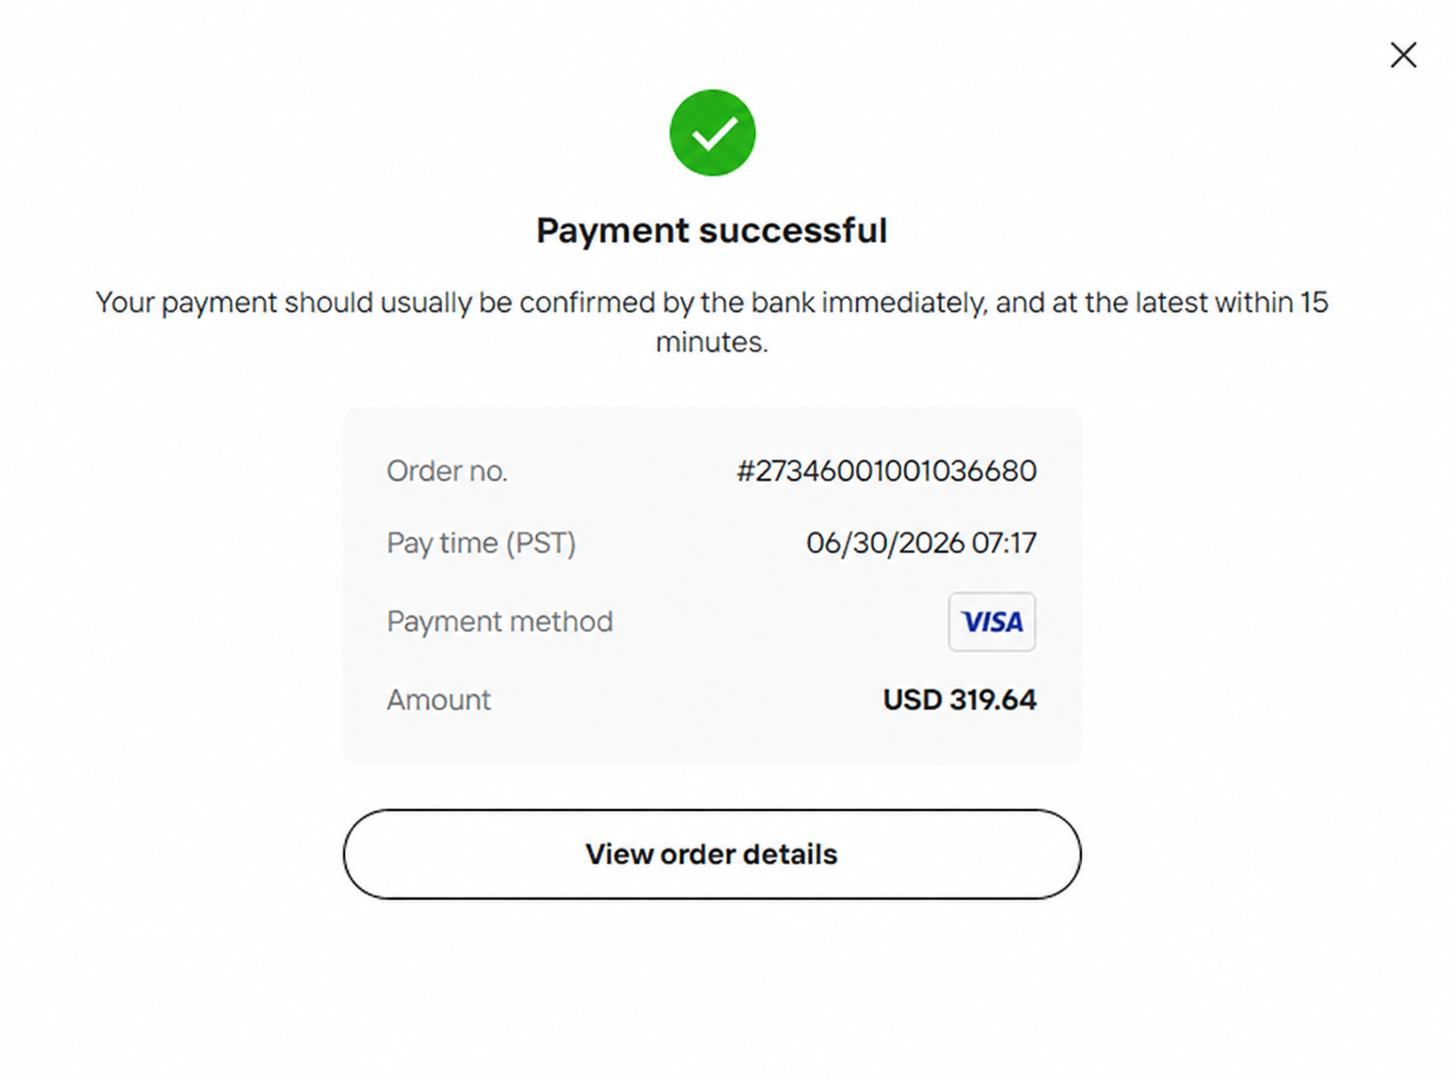 Payment successful
Your payment should usually be confirmed by the bank immediately, and at the latest within 15
minutes.
Order no. #27346001001036680
Pay time (PST) 06/30/2026 07:17
Payment method VISA
Amount USD 319.64
View order details